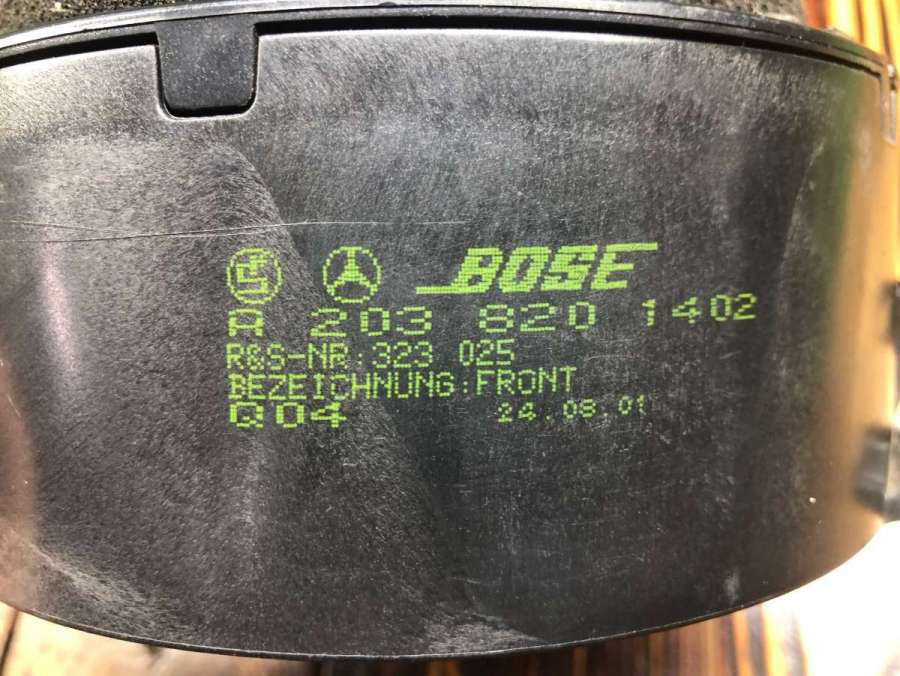 BOSE
A 203 820 1402
R&S-NR:323 025
BEZEICHNUNG:FRONT
Q04 24.08.01